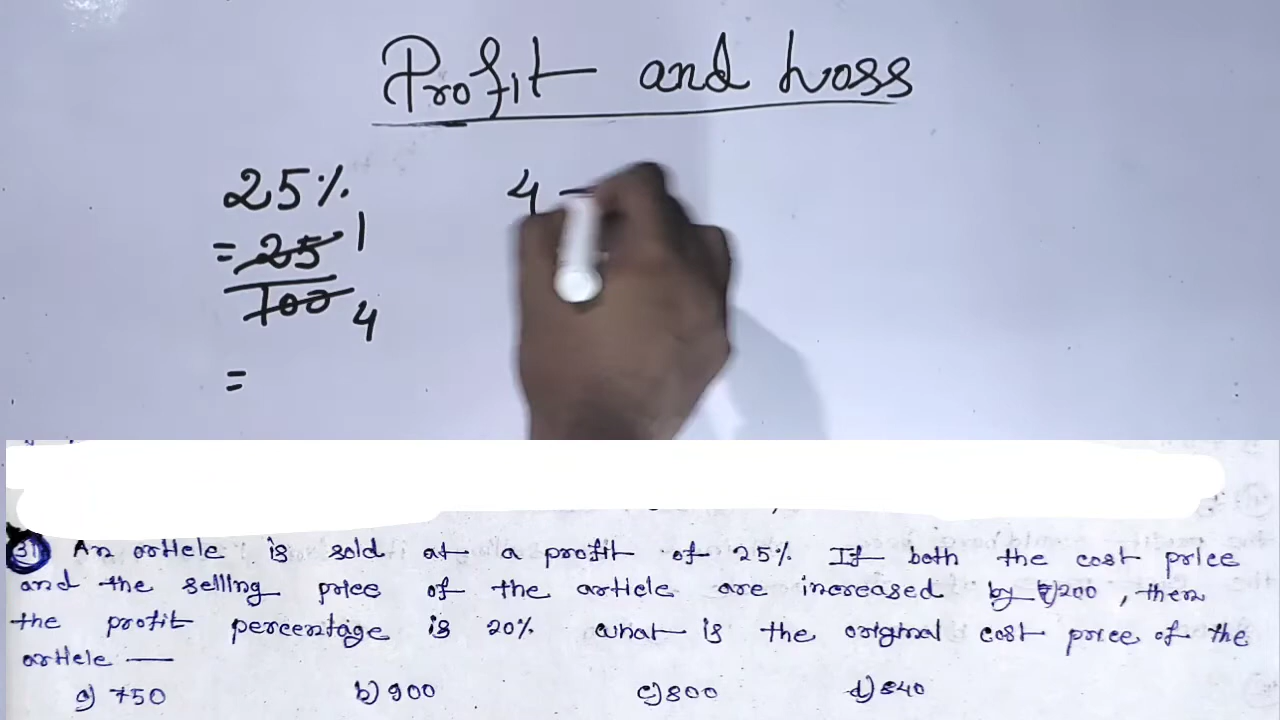 Profit and Loss
25%
= 25 1
100 4
=
4 -
31 An article is sold at a profit of 25% If both the cost price
and the selling price of the article are increased by ₹200, then
the profit percentage is 20% what is the original cost price of the
article —
a) 750 b) 900 c) 800 d) 840